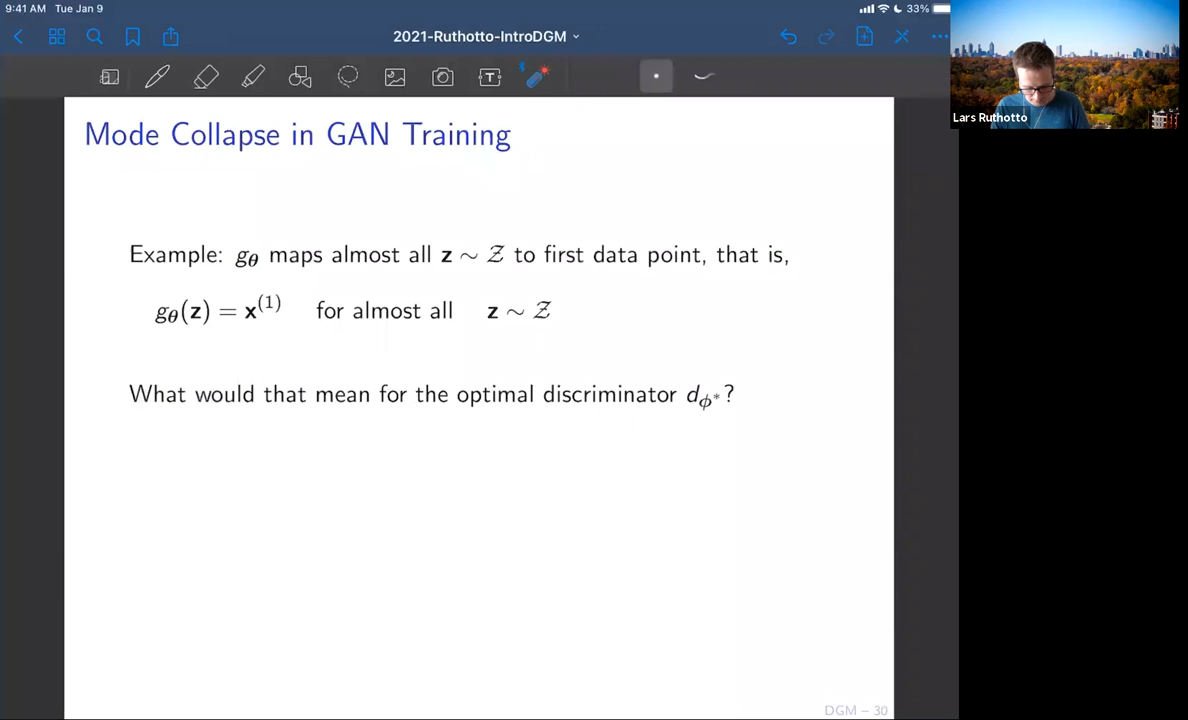 9:41 AM Tue Jan 9
33%
2021-Ruthotto-IntroDGM
T
Lars Ruthotto
Mode Collapse in GAN Training
Example: g_θ maps almost all z ∼ 𝒵 to first data point, that is,
g_θ(z) = x^(1) for almost all z ∼ 𝒵
What would that mean for the optimal discriminator d_ϕ*?
DGM – 30